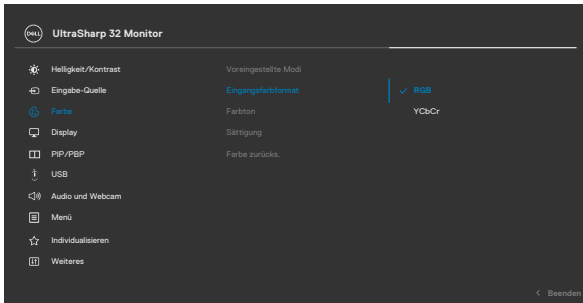 DELL UltraSharp 32 Monitor
Helligkeit/Kontrast Voreingestellte Modi
Eingabe-Quelle Eingangsfarbformat RGB
Farbe Farbton YCbCr
Display Sättigung
PIP/PBP Farbe zurücks.
USB
Audio und Webcam
Menü
Individualisieren
Weiteres
Beenden